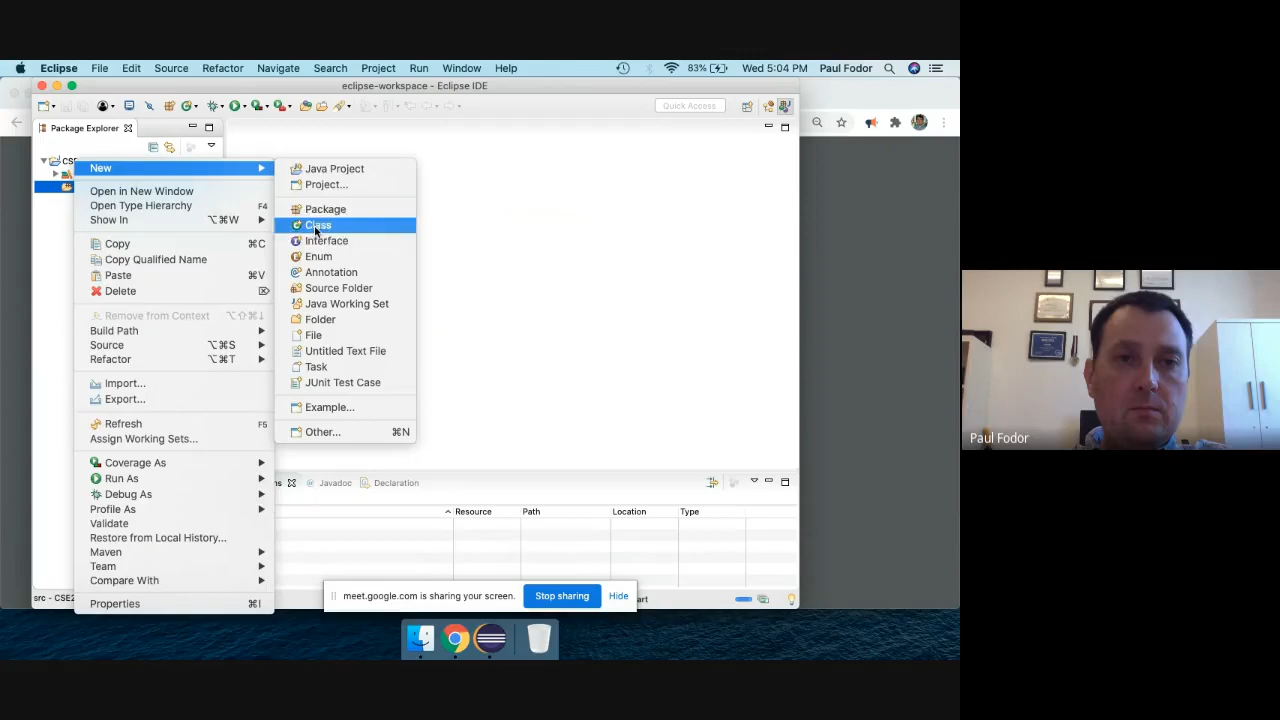 Eclipse File Edit Source Refactor Navigate Search Project Run Window Help 83% Wed 5:04 PM Paul Fodor
eclipse-workspace - Eclipse IDE
Quick Access
Package Explorer
CSE
New
Open in New Window
Open Type Hierarchy F4
Show In ⌥⌘W
Copy ⌘C
Copy Qualified Name
Paste ⌘V
Delete ⌦
Remove from Context ⌥⇧⌘↓
Build Path
Source ⌥⌘S
Refactor ⌥⌘T
Import...
Export...
Refresh F5
Assign Working Sets...
Coverage As
Run As
Debug As
Profile As
Validate
Restore from Local History...
Maven
Team
Compare With
Properties ⌘I
Java Project
Project...
Package
Class
Interface
Enum
Annotation
Source Folder
Java Working Set
Folder
File
Untitled Text File
Task
JUnit Test Case
Example...
Other... ⌘N
ns Javadoc Declaration
Resource Path Location Type
src - CSE2
meet.google.com is sharing your screen. Stop sharing Hide
art
Paul Fodor